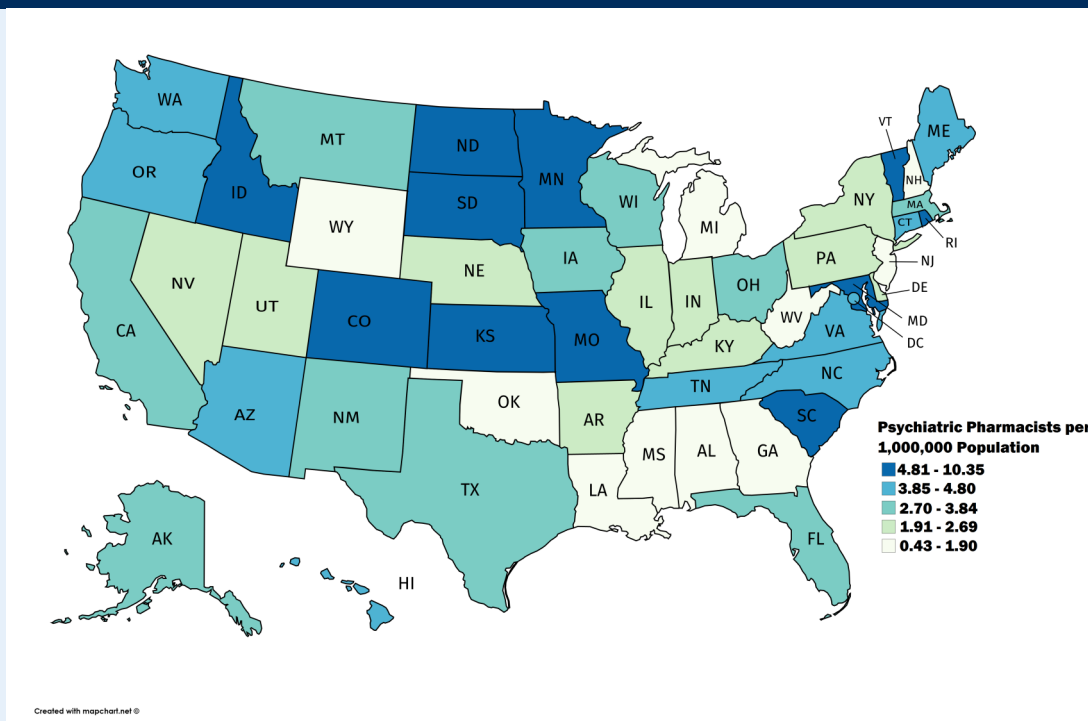 WA
MT
ND
MN
ME
VT
OR
ID
SD
WI
MI
NY
NH
MA
CT
RI
WY
IA
NE
PA
NJ
NV
UT
CO
IL
IN
OH
DE
MD
DC
CA
KS
MO
WV
VA
KY
AZ
NM
OK
AR
TN
NC
SC
TX
LA
MS
AL
GA
FL
AK
HI
Psychiatric Pharmacists per
1,000,000 Population
4.81 - 10.35
3.85 - 4.80
2.70 - 3.84
1.91 - 2.69
0.43 - 1.90
Created with mapchart.net ©